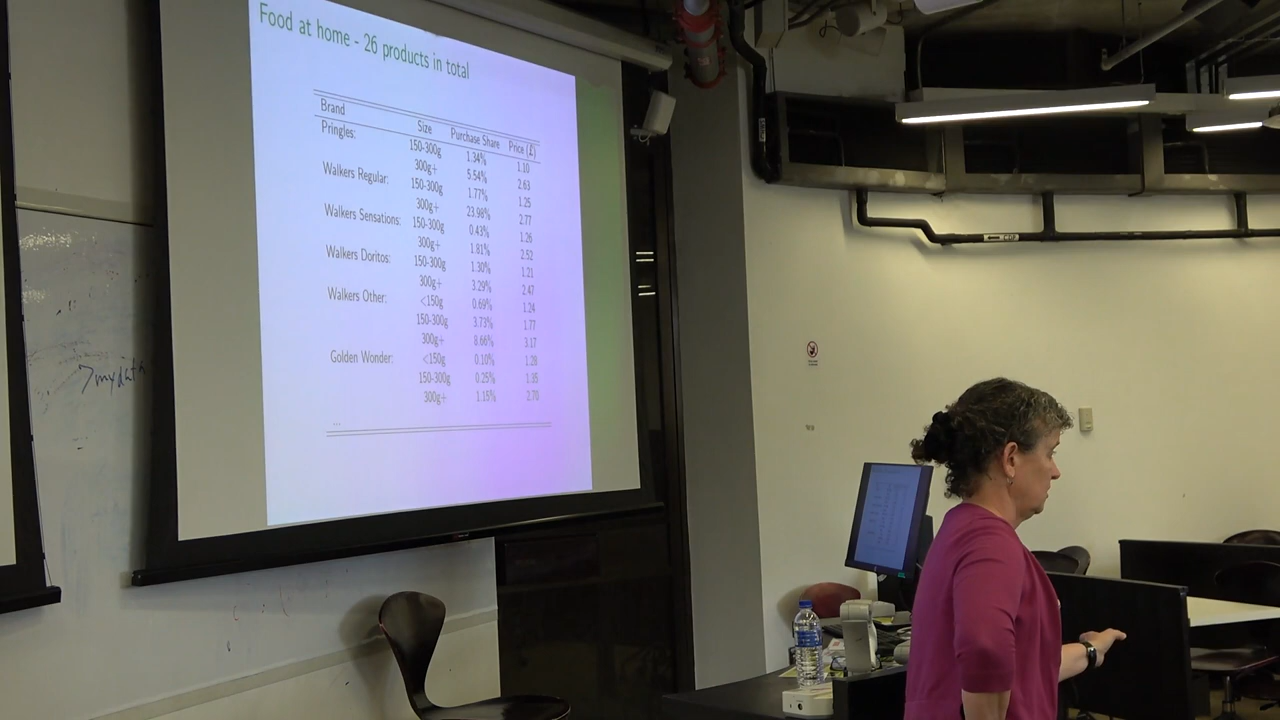 Food at home - 26 products in total
Brand Size Purchase Share Price (£)
Pringles: 150-300g 1.34% 1.10
300g+ 5.54% 2.63
Walkers Regular: 150-300g 1.77% 1.25
300g+ 23.98% 2.77
Walkers Sensations: 150-300g 0.43% 1.26
300g+ 1.81% 2.52
Walkers Doritos: 150-300g 1.30% 1.21
300g+ 3.29% 2.47
Walkers Other: <150g 0.69% 1.24
150-300g 3.73% 1.77
300g+ 8.66% 3.17
Golden Wonder: <150g 0.10% 1.28
150-300g 0.25% 1.35
300g+ 1.15% 2.70
...
>mydata